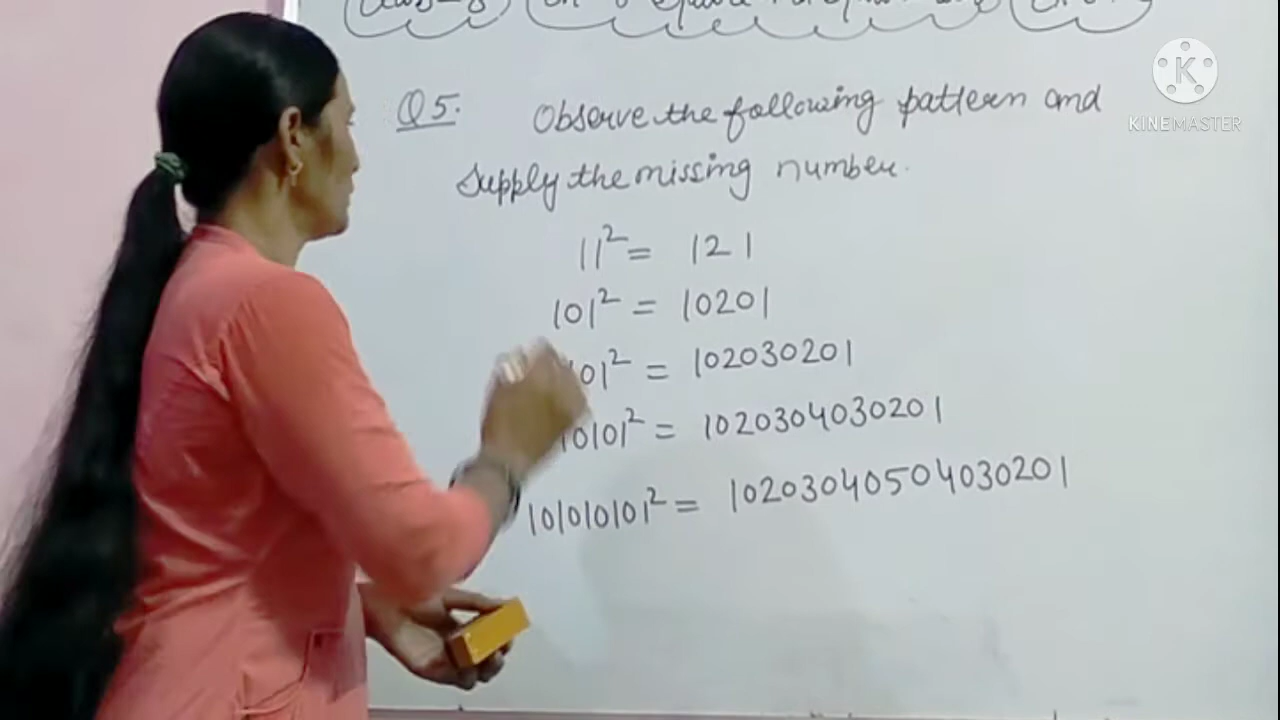 Q5. Observe the following pattern and
supply the missing number.
11² = 121
101² = 10201
101² = 102030201
10101² = 1020304030201
101010101² = 10203040504030201
K
KINEMASTER